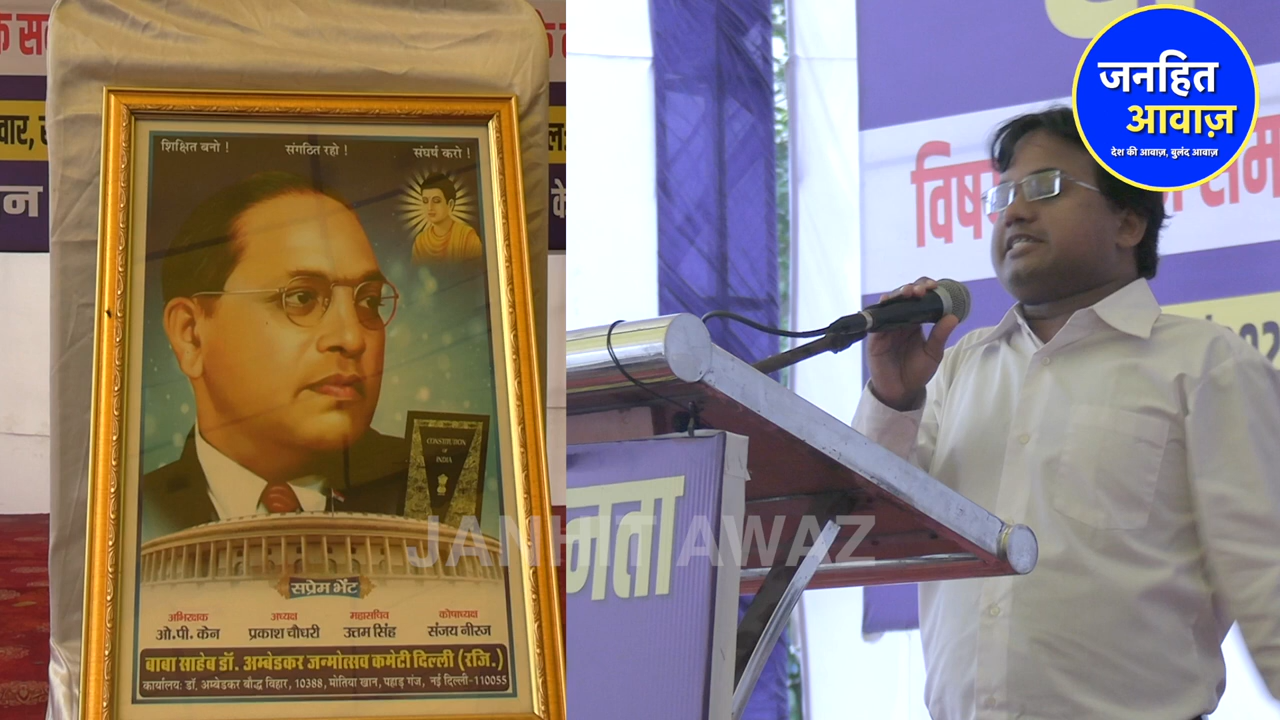 शिक्षित बनो !
संगठित रहो !
संघर्ष करो !
CONSTITUTION
OF
INDIA
सप्रेम भेंट
अभिरक्षक
ओ.पी. केन
अध्यक्ष
प्रकाश चौधरी
महासचिव
उत्तम सिंह
कोषाध्यक्ष
संजय नीरज
बाबा साहेब डॉ. अम्बेडकर जन्मोत्सव कमेटी दिल्ली (रजि.)
कार्यालयः डॉ. अम्बेडकर बौद्ध विहार, 10388, मोतिया खान, पहाड़ गंज, नई दिल्ली-110055
JANHIT AWAZ
जनहित
आवाज़
देश की आवाज़, बुलंद आवाज़